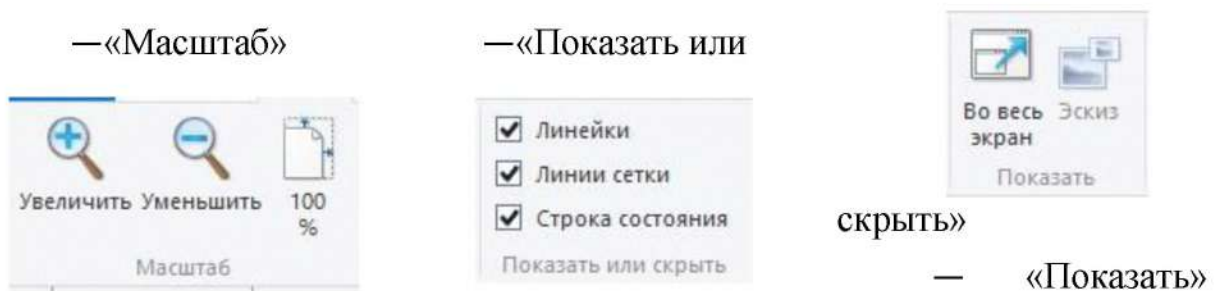 —«Масштаб»
Увеличить Уменьшить 100 %
Масштаб
—«Показать или
Линейки
Линии сетки
Строка состояния
Показать или скрыть
Во весь экран Эскиз
Показать
скрыть»
— «Показать»